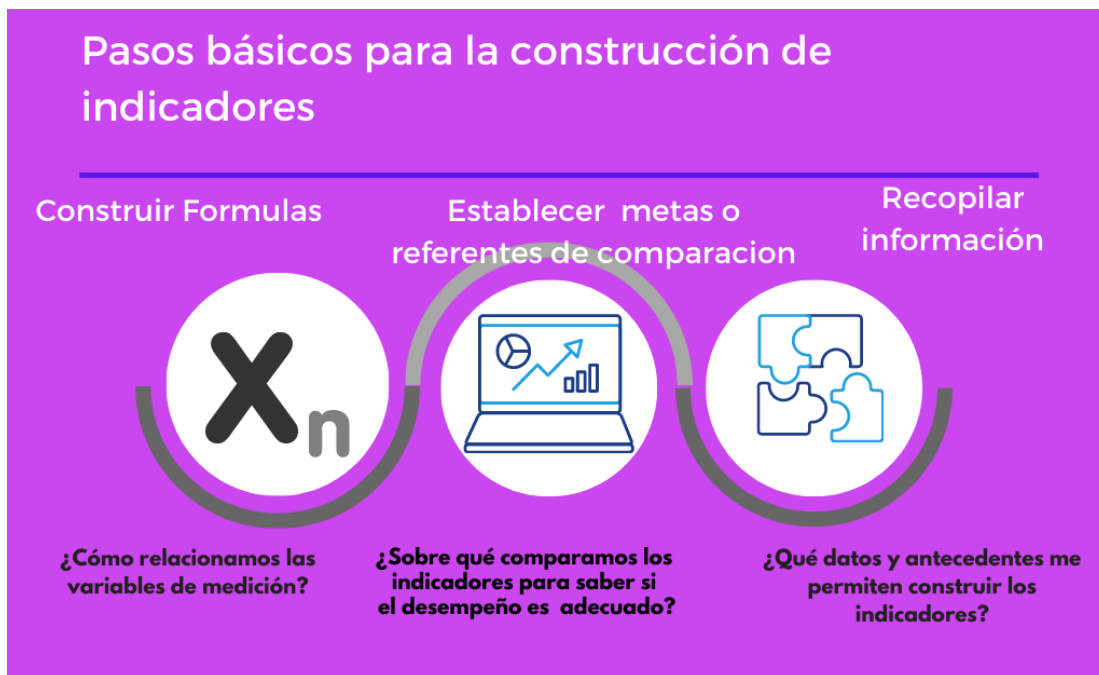 Pasos básicos para la construcción de
indicadores
Construir Formulas
Establecer metas o
referentes de comparacion
Recopilar
información
X
n
¿Cómo relacionamos las
variables de medición?
¿Sobre qué comparamos los
indicadores para saber si
el desempeño es adecuado?
¿Qué datos y antecedentes me
permiten construir los
indicadores?